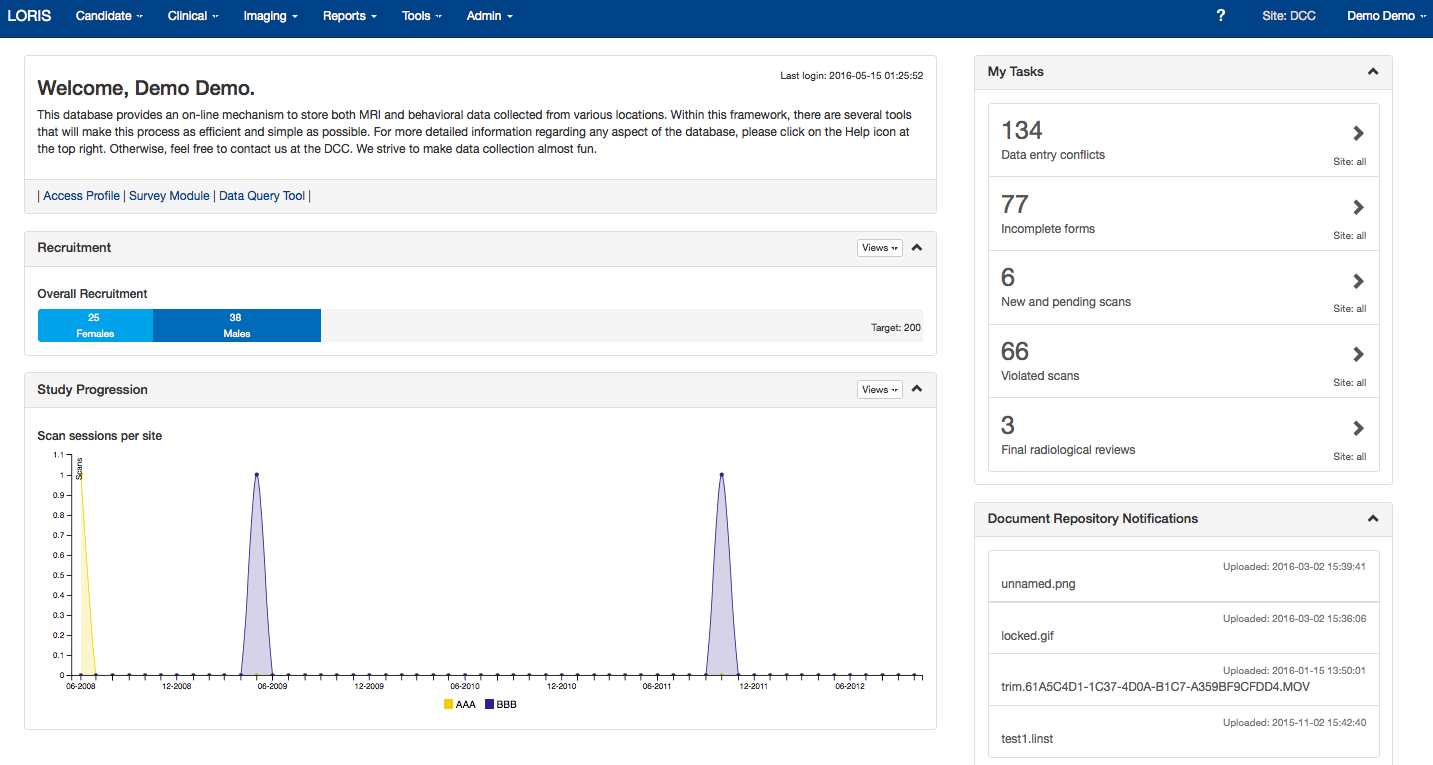 LORIS Candidate Clinical Imaging Reports Tools Admin ? Site: DCC Demo Demo
Last login: 2016-05-15 01:25:52
Welcome, Demo Demo.
This database provides an on-line mechanism to store both MRI and behavioral data collected from various locations. Within this framework, there are several tools
that will make this process as efficient and simple as possible. For more detailed information regarding any aspect of the database, please click on the Help icon at
the top right. Otherwise, feel free to contact us at the DCC. We strive to make data collection almost fun.
| Access Profile | Survey Module | Data Query Tool |
Recruitment Views
Overall Recruitment
25 38
Females Males
Target: 200
Study Progression Views
Scan sessions per site
Scans
1.1
1
0.9
0.8
0.7
0.6
0.5
0.4
0.3
0.2
0.1
0
06-2008 12-2008 06-2009 12-2009 06-2010 12-2010 06-2011 12-2011 06-2012
AAA BBB
My Tasks
134
Data entry conflicts
Site: all
77
Incomplete forms
Site: all
6
New and pending scans
Site: all
66
Violated scans
Site: all
3
Final radiological reviews
Site: all
Document Repository Notifications
Uploaded: 2016-03-02 15:39:41
unnamed.png
Uploaded: 2016-03-02 15:36:06
locked.gif
Uploaded: 2016-01-15 13:50:01
trim.61A5C4D1-1C37-4D0A-B1C7-A359BF9CFDD4.MOV
Uploaded: 2015-11-02 15:42:40
test1.linst